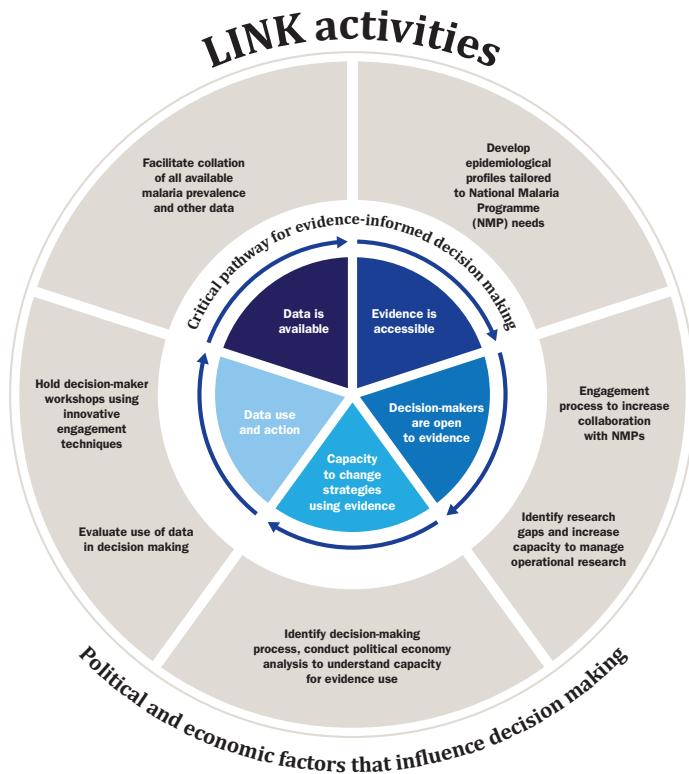 LINK activities
Facilitate collation
of all available
malaria prevalence
and other data
Develop
epidemiological
profiles tailored
to National Malaria
Programme
(NMP) needs
Critical pathway for evidence-informed decision making
Data is
available
Evidence is
accessible
Decision-makers
are open
to evidence
Capacity
to change
strategies
using evidence
Data use
and action
Hold decision-maker
workshops using
innovative
engagement
techniques
Evaluate use of data
in decision making
Engagement
process to increase
collaboration
with NMPs
Identify research
gaps and increase
capacity to manage
operational research
Identify decision-making
process, conduct political economy
analysis to understand capacity
for evidence use
Political and economic factors that influence decision making